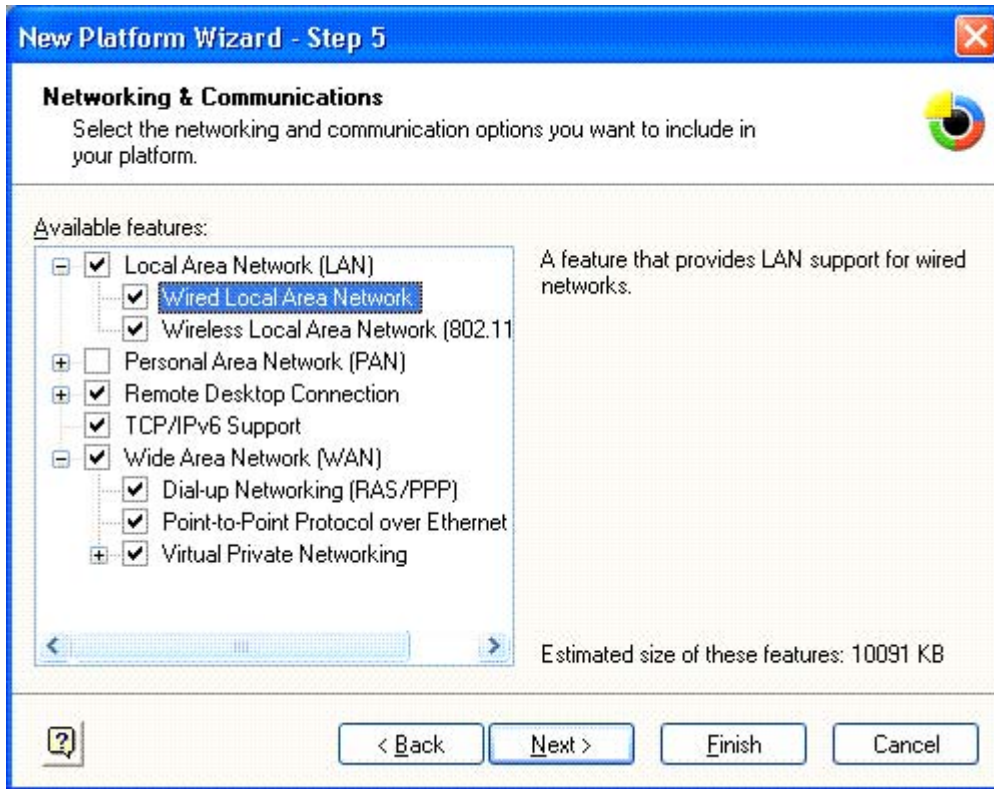 New Platform Wizard - Step 5
Networking & Communications
Select the networking and communication options you want to include in
your platform.
Available features:
Local Area Network (LAN)
Wired Local Area Network
Wireless Local Area Network (802.11
Personal Area Network (PAN)
Remote Desktop Connection
TCP/IPv6 Support
Wide Area Network (WAN)
Dial-up Networking (RAS/PPP)
Point-to-Point Protocol over Ethernet
Virtual Private Networking
A feature that provides LAN support for wired
networks.
Estimated size of these features: 10091 KB
?
< Back
Next >
Finish
Cancel